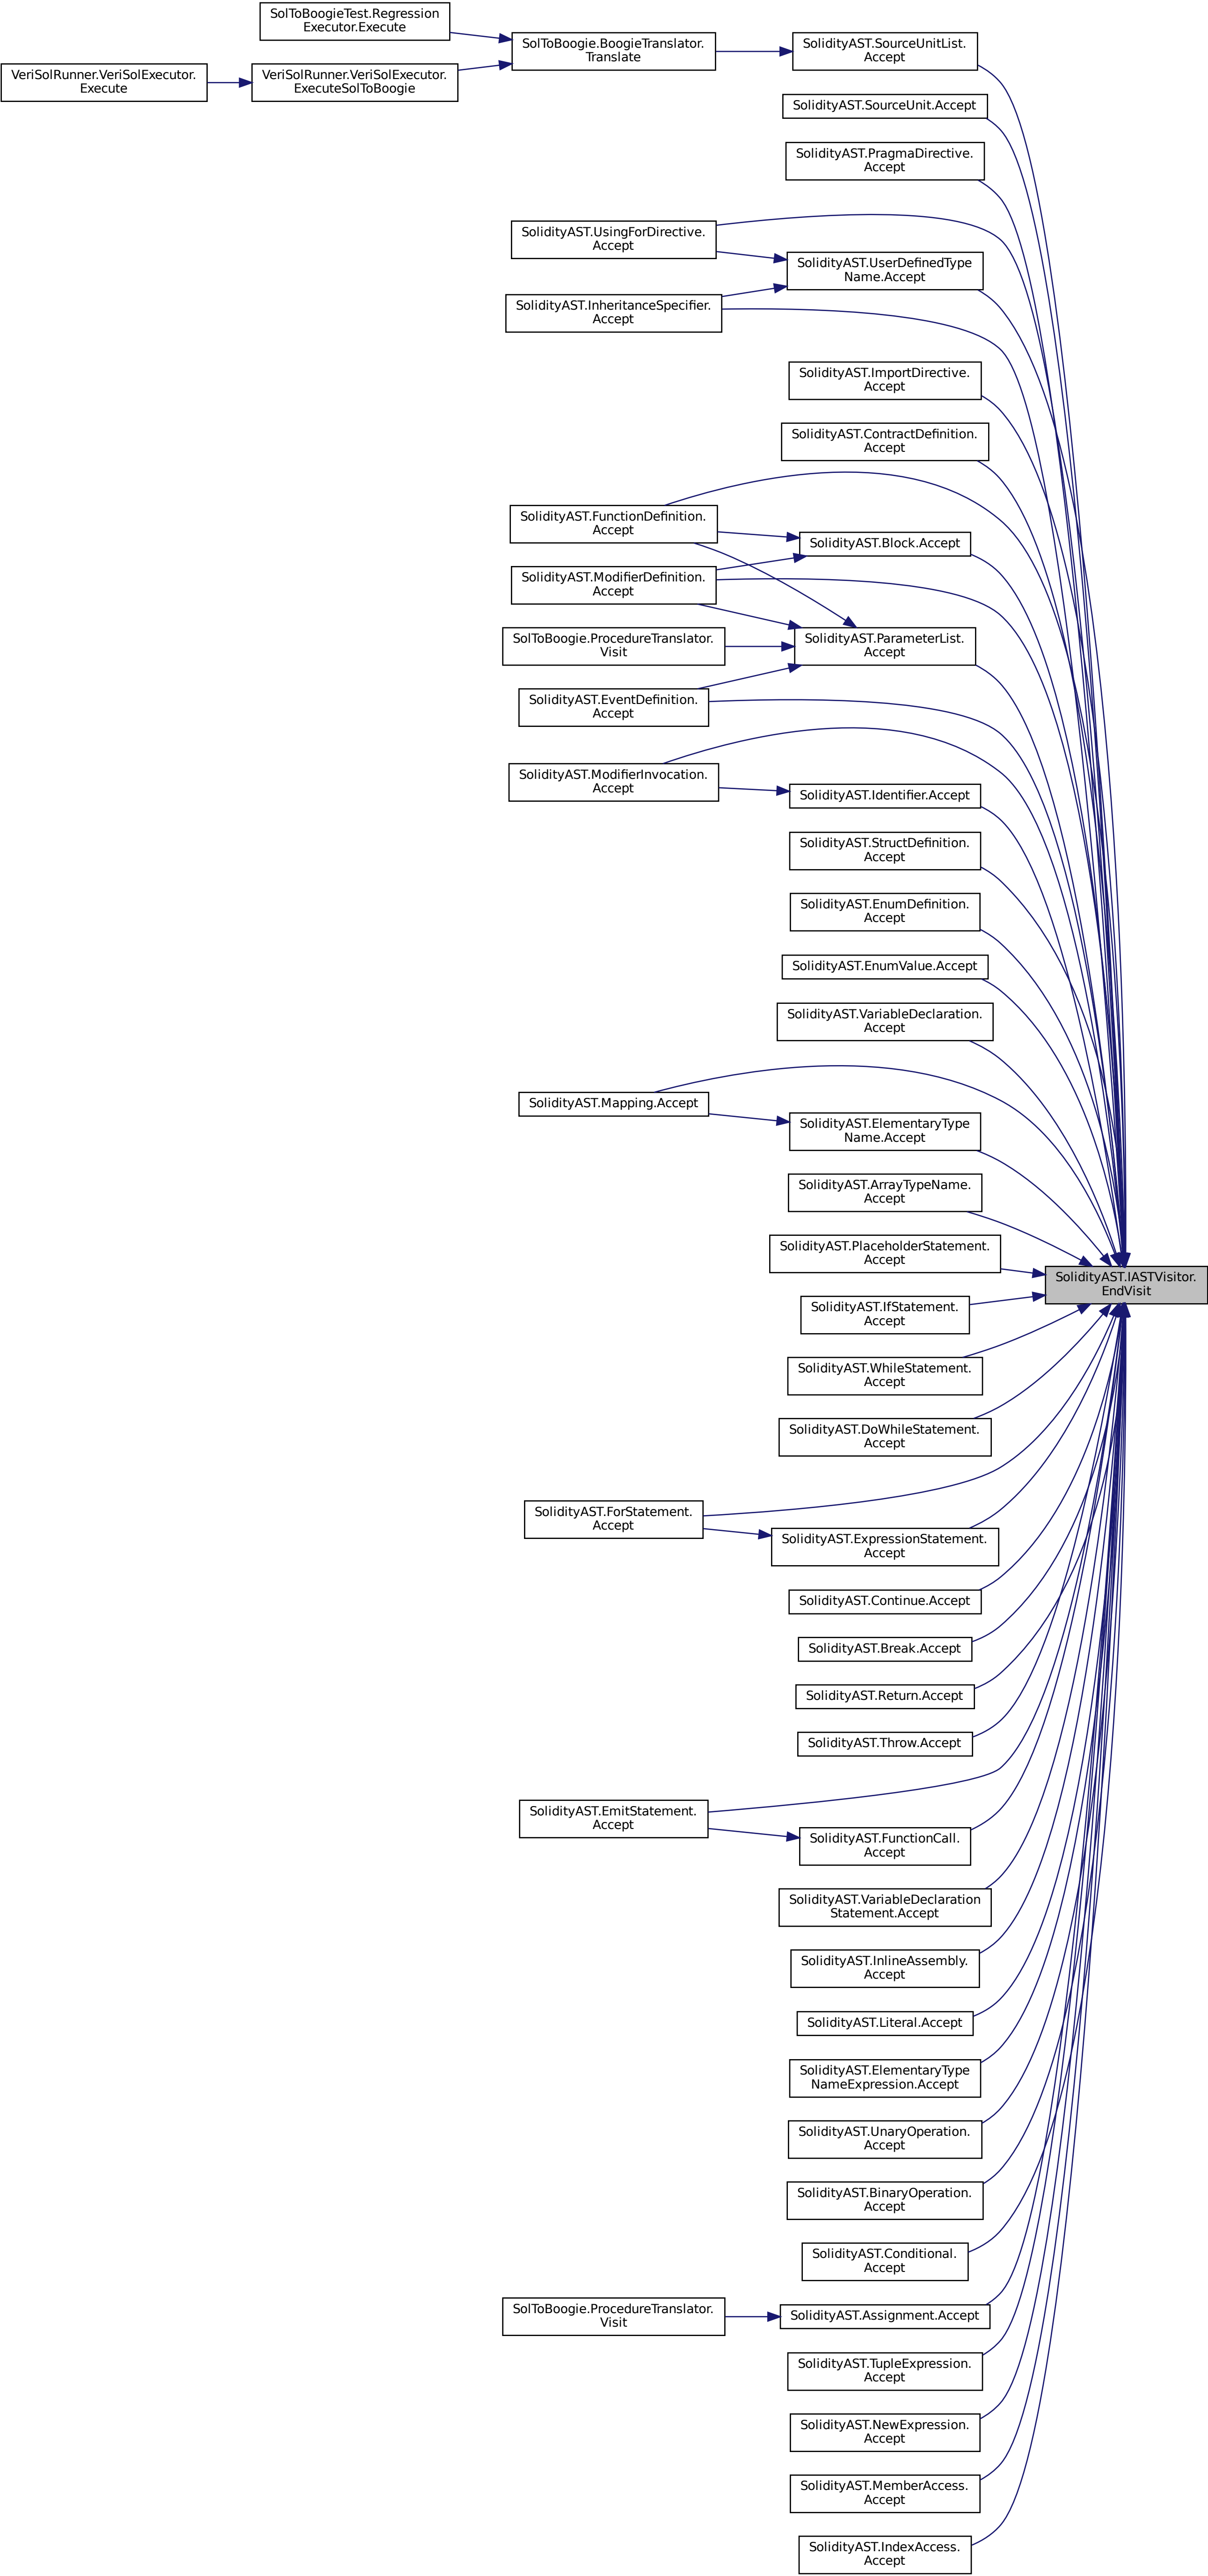 SolToBoogieTest.Regression
Executor.Execute
SolToBoogie.BoogieTranslator.
Translate
SolidityAST.SourceUnitList.
Accept
VeriSolRunner.VeriSolExecutor.
Execute
VeriSolRunner.VeriSolExecutor.
ExecuteSolToBoogie
SolidityAST.SourceUnit.Accept
SolidityAST.PragmaDirective.
Accept
SolidityAST.UsingForDirective.
Accept
SolidityAST.UserDefinedType
Name.Accept
SolidityAST.InheritanceSpecifier.
Accept
SolidityAST.ImportDirective.
Accept
SolidityAST.ContractDefinition.
Accept
SolidityAST.FunctionDefinition.
Accept
SolidityAST.Block.Accept
SolidityAST.ModifierDefinition.
Accept
SolToBoogie.ProcedureTranslator.
Visit
SolidityAST.ParameterList.
Accept
SolidityAST.EventDefinition.
Accept
SolidityAST.ModifierInvocation.
Accept
SolidityAST.Identifier.Accept
SolidityAST.StructDefinition.
Accept
SolidityAST.EnumDefinition.
Accept
SolidityAST.EnumValue.Accept
SolidityAST.VariableDeclaration.
Accept
SolidityAST.Mapping.Accept
SolidityAST.ElementaryType
Name.Accept
SolidityAST.ArrayTypeName.
Accept
SolidityAST.PlaceholderStatement.
Accept
SolidityAST.IASTVisitor.
EndVisit
SolidityAST.IfStatement.
Accept
SolidityAST.WhileStatement.
Accept
SolidityAST.DoWhileStatement.
Accept
SolidityAST.ForStatement.
Accept
SolidityAST.ExpressionStatement.
Accept
SolidityAST.Continue.Accept
SolidityAST.Break.Accept
SolidityAST.Return.Accept
SolidityAST.Throw.Accept
SolidityAST.EmitStatement.
Accept
SolidityAST.FunctionCall.
Accept
SolidityAST.VariableDeclaration
Statement.Accept
SolidityAST.InlineAssembly.
Accept
SolidityAST.Literal.Accept
SolidityAST.ElementaryType
NameExpression.Accept
SolidityAST.UnaryOperation.
Accept
SolidityAST.BinaryOperation.
Accept
SolidityAST.Conditional.
Accept
SolToBoogie.ProcedureTranslator.
Visit
SolidityAST.Assignment.Accept
SolidityAST.TupleExpression.
Accept
SolidityAST.NewExpression.
Accept
SolidityAST.MemberAccess.
Accept
SolidityAST.IndexAccess.
Accept